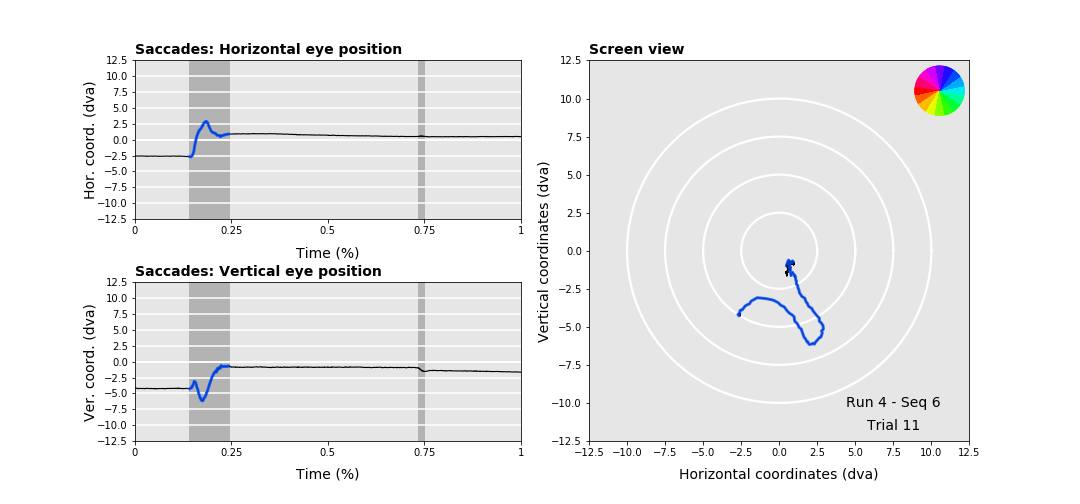 Saccades: Horizontal eye position
Hor. coord. (dva)
12.5
10.0
7.5
5.0
2.5
0.0
−2.5
−5.0
−7.5
−10.0
−12.5
0 0.25 0.5 0.75 1
Time (%)
Saccades: Vertical eye position
Ver. coord. (dva)
12.5
10.0
7.5
5.0
2.5
0.0
−2.5
−5.0
−7.5
−10.0
−12.5
0 0.25 0.5 0.75 1
Time (%)
Screen view
Vertical coordinates (dva)
12.5
10.0
7.5
5.0
2.5
0.0
−2.5
−5.0
−7.5
−10.0
−12.5
Run 4 - Seq 6
Trial 11
−12.5 −10.0 −7.5 −5.0 −2.5 0.0 2.5 5.0 7.5 10.0 12.5
Horizontal coordinates (dva)